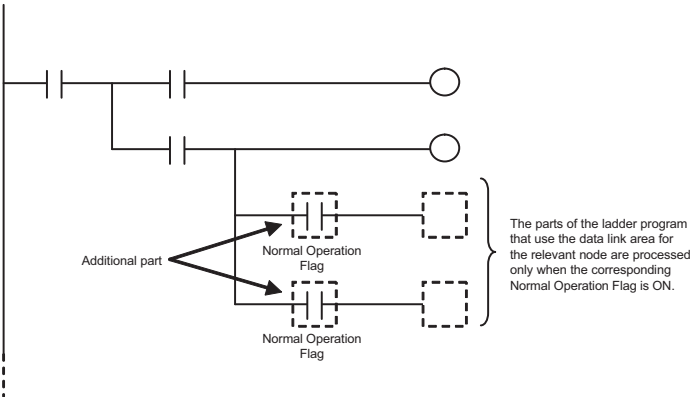 Additional part
Normal Operation
Flag
Normal Operation
Flag
The parts of the ladder program
that use the data link area for
the relevant node are processed
only when the corresponding
Normal Operation Flag is ON.